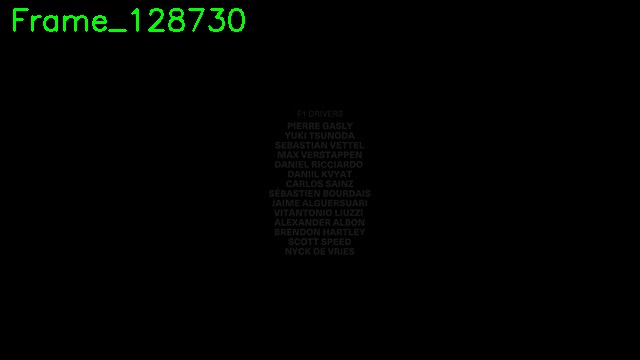 Frame_128730
F1 DRIVERS
PIERRE GASLY
YUKI TSUNODA
SEBASTIAN VETTEL
MAX VERSTAPPEN
DANIEL RICCIARDO
DANIIL KVYAT
CARLOS SAINZ
SÉBASTIEN BOURDAIS
JAIME ALGUERSUARI
VITANTONIO LIUZZI
ALEXANDER ALBON
BRENDON HARTLEY
SCOTT SPEED
NYCK DE VRIES